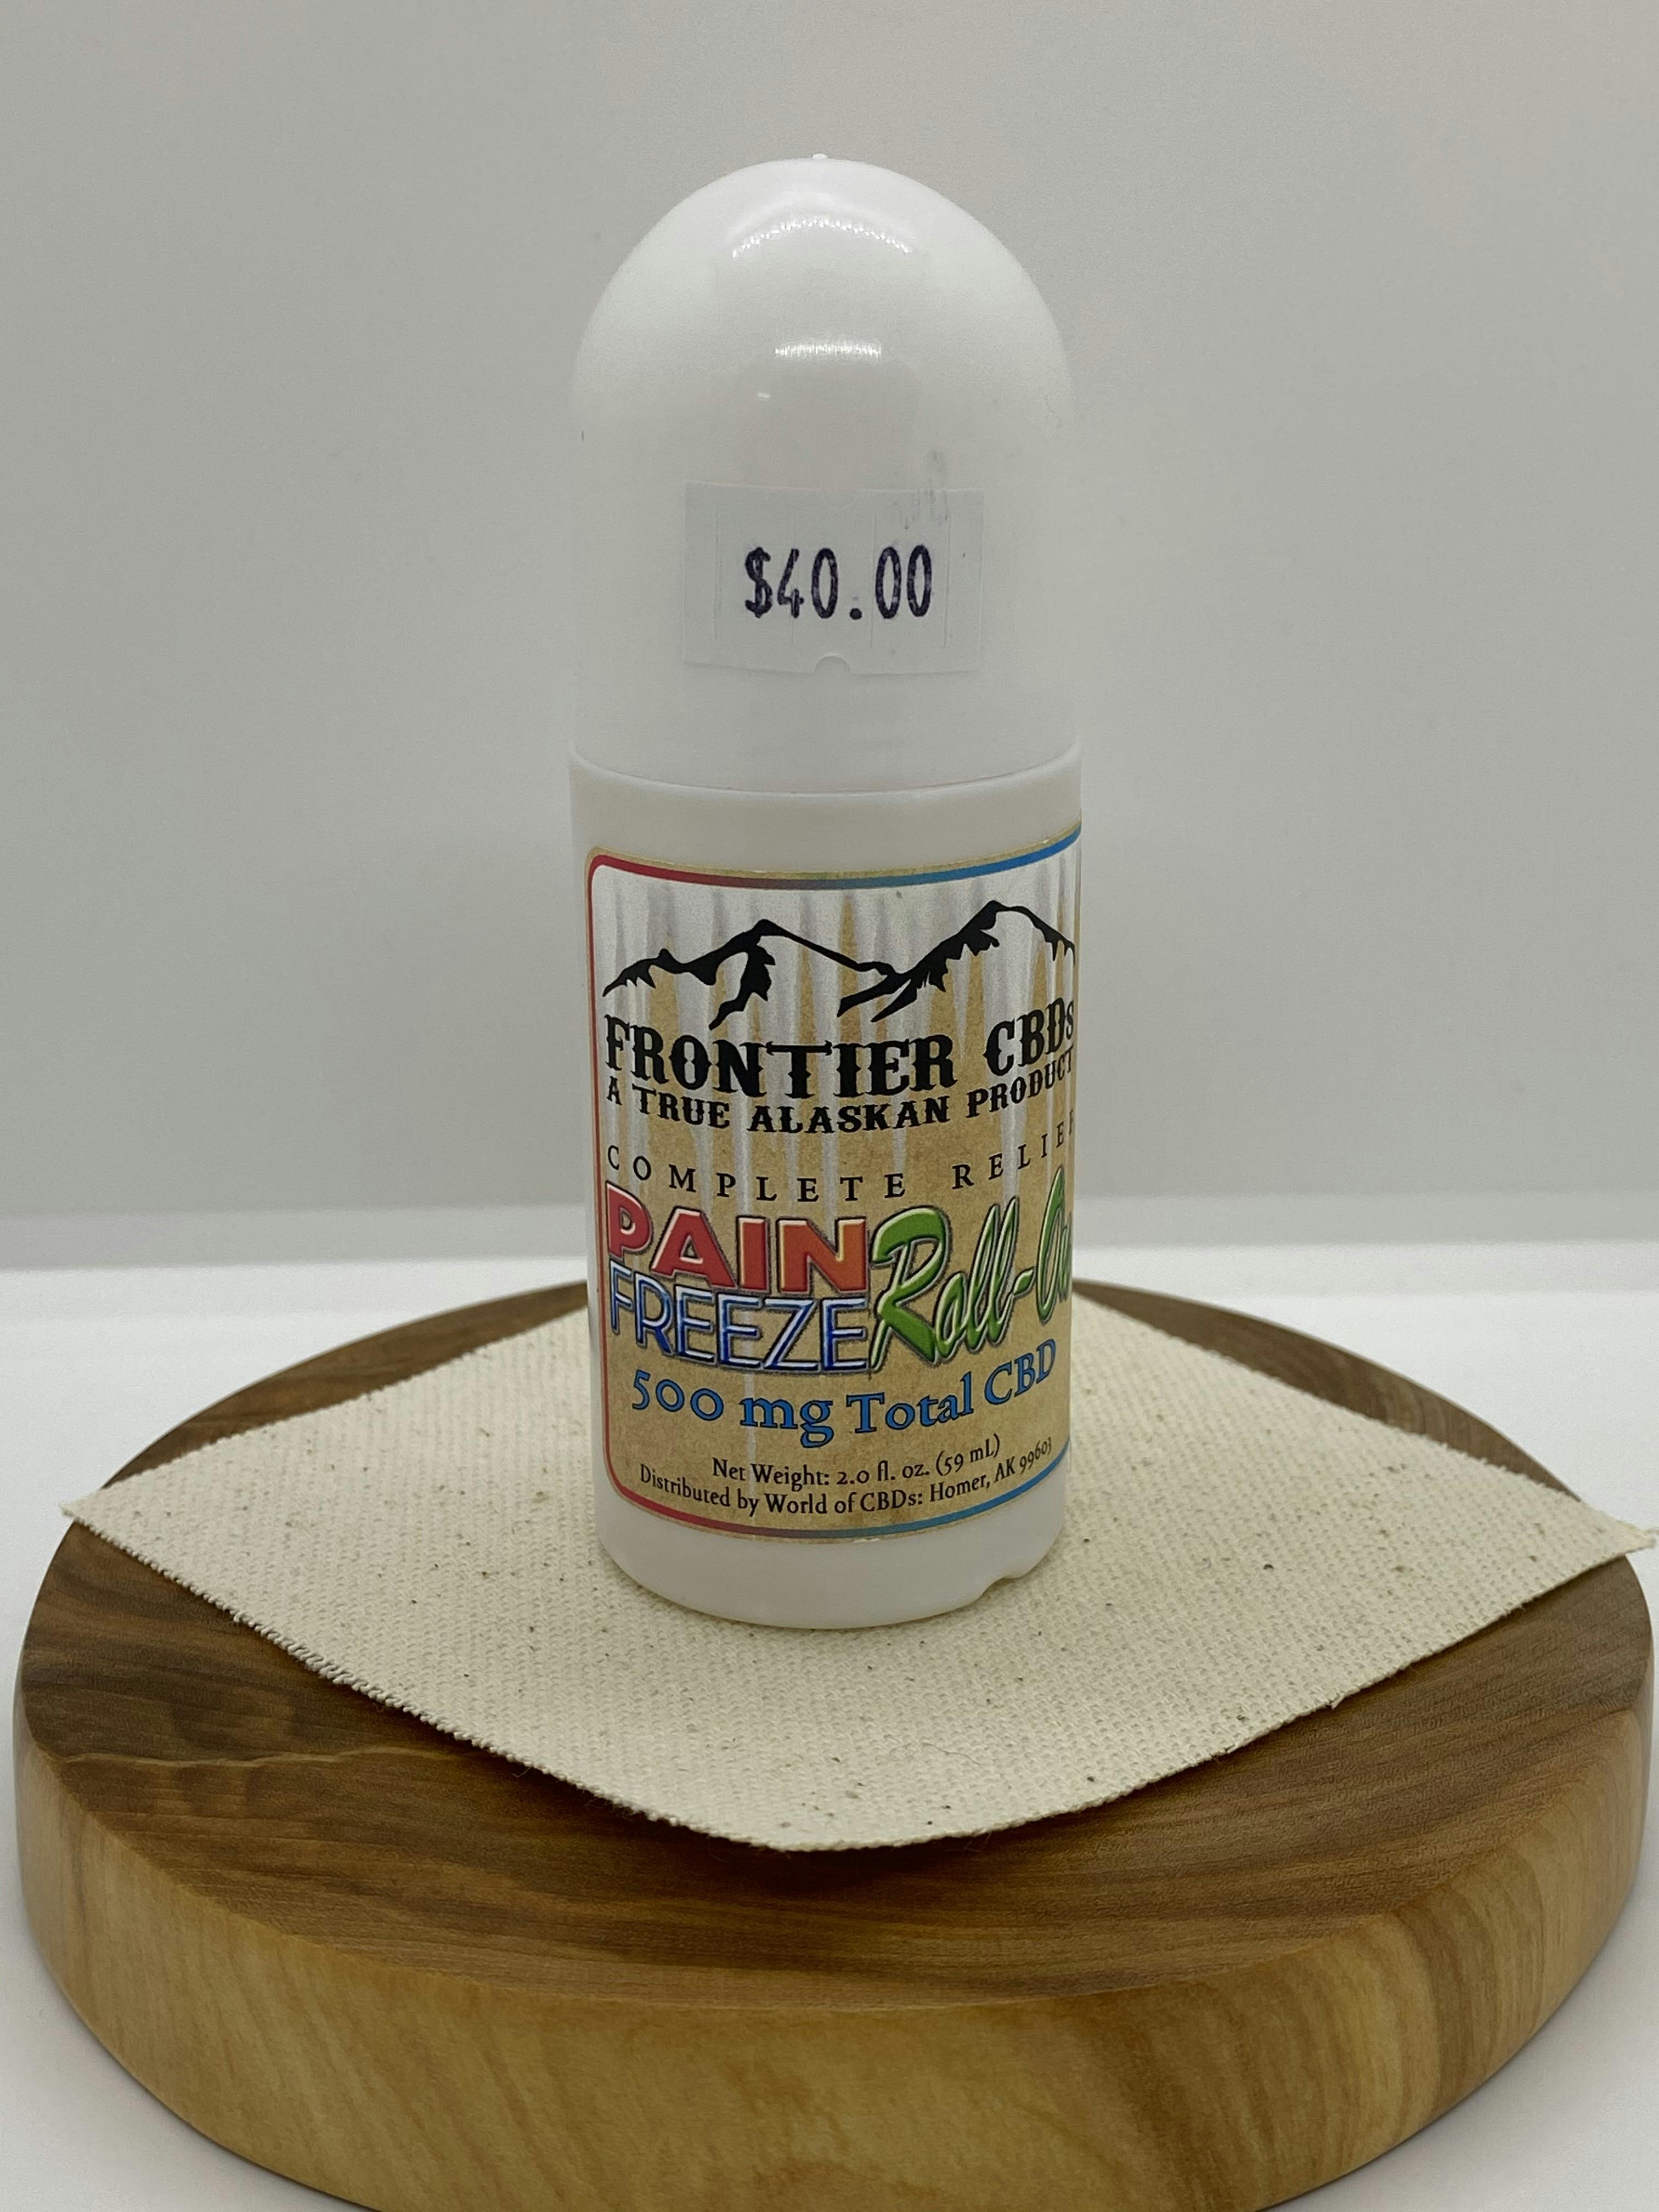 $40.00
FRONTIER CBDs
A TRUE ALASKAN PRODUCT
COMPLETE RELIEF
PAIN
FREEZE
Roll-On
500 mg Total CBD
Net Weight: 2.0 fl. oz. (59 mL)
Distributed by World of CBDs: Homer, AK 99603